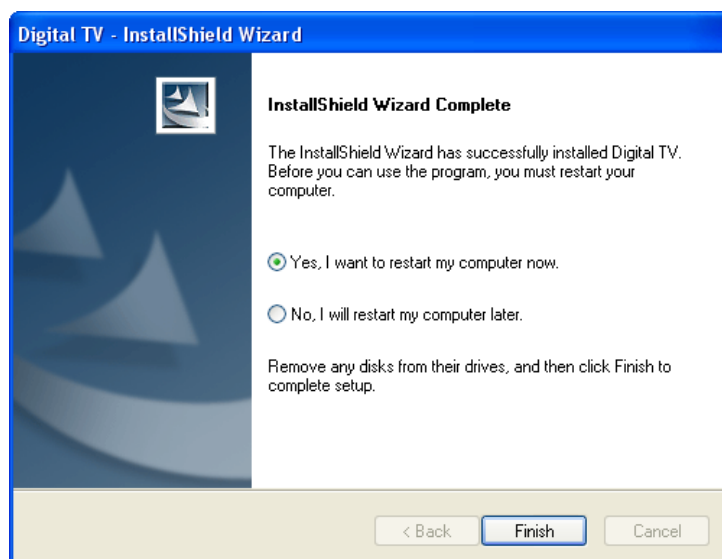 Digital TV - InstallShield Wizard
InstallShield Wizard Complete
The InstallShield Wizard has successfully installed Digital TV.
Before you can use the program, you must restart your
computer.
Yes, I want to restart my computer now.
No, I will restart my computer later.
Remove any disks from their drives, and then click Finish to
complete setup.
< Back
Finish
Cancel